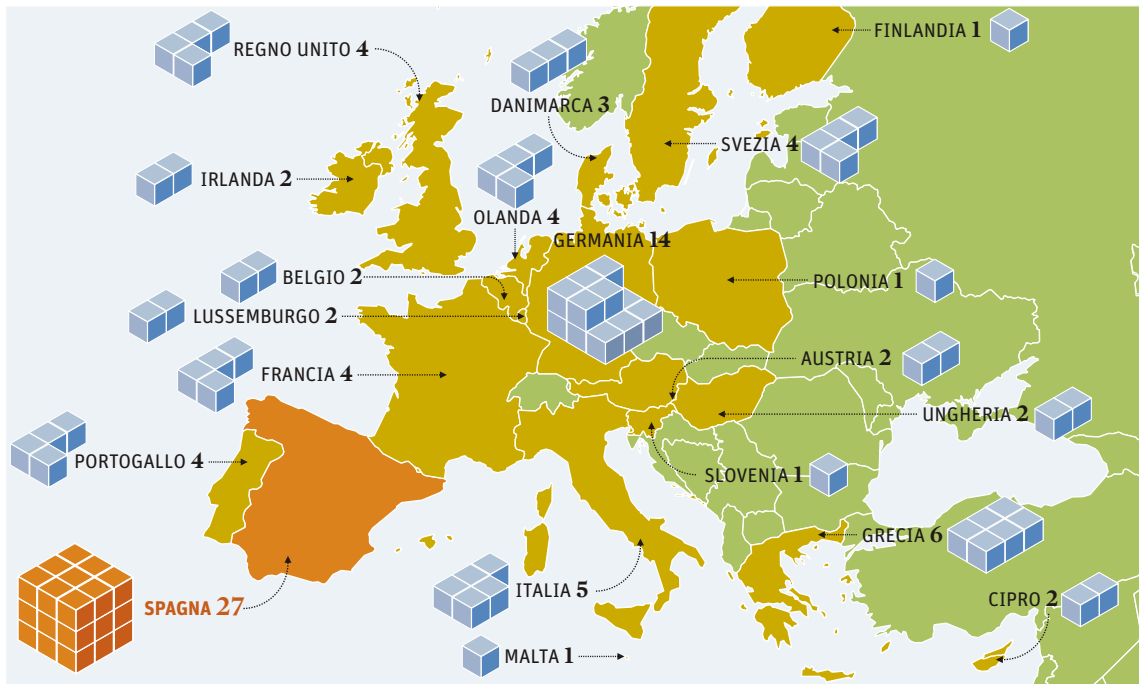 REGNO UNITO 4
FINLANDIA 1
DANIMARCA 3
SVEZIA 4
IRLANDA 2
OLANDA 4
GERMANIA 14
BELGIO 2
POLONIA 1
LUSSEMBURGO 2
AUSTRIA 2
FRANCIA 4
UNGHERIA 2
PORTOGALLO 4
SLOVENIA 1
GRECIA 6
ITALIA 5
SPAGNA 27
CIPRO 2
MALTA 1